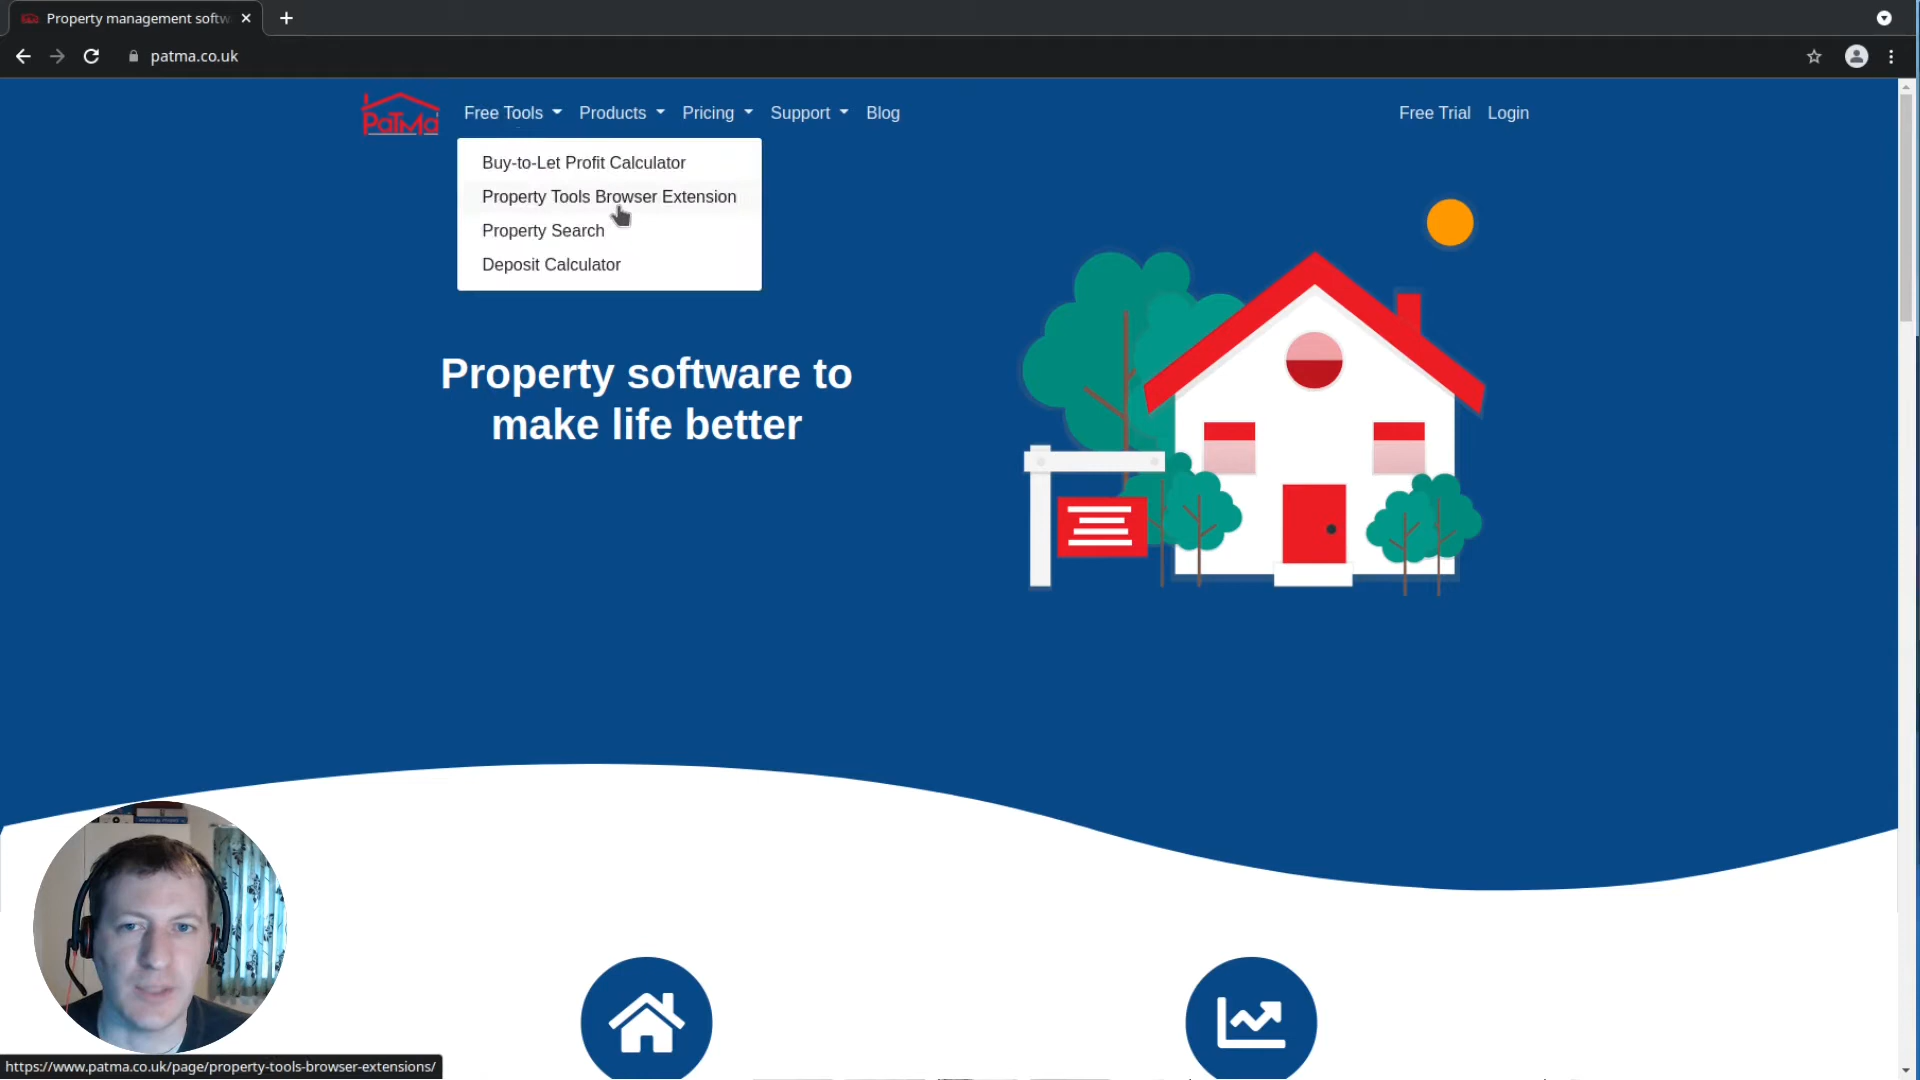 Property management softw
patma.co.uk
PaTMa
Free Tools
Products
Pricing
Support
Blog
Free Trial
Login
Buy-to-Let Profit Calculator
Property Tools Browser Extension
Property Search
Deposit Calculator
Property software to
make life better
https://www.patma.co.uk/page/property-tools-browser-extensions/